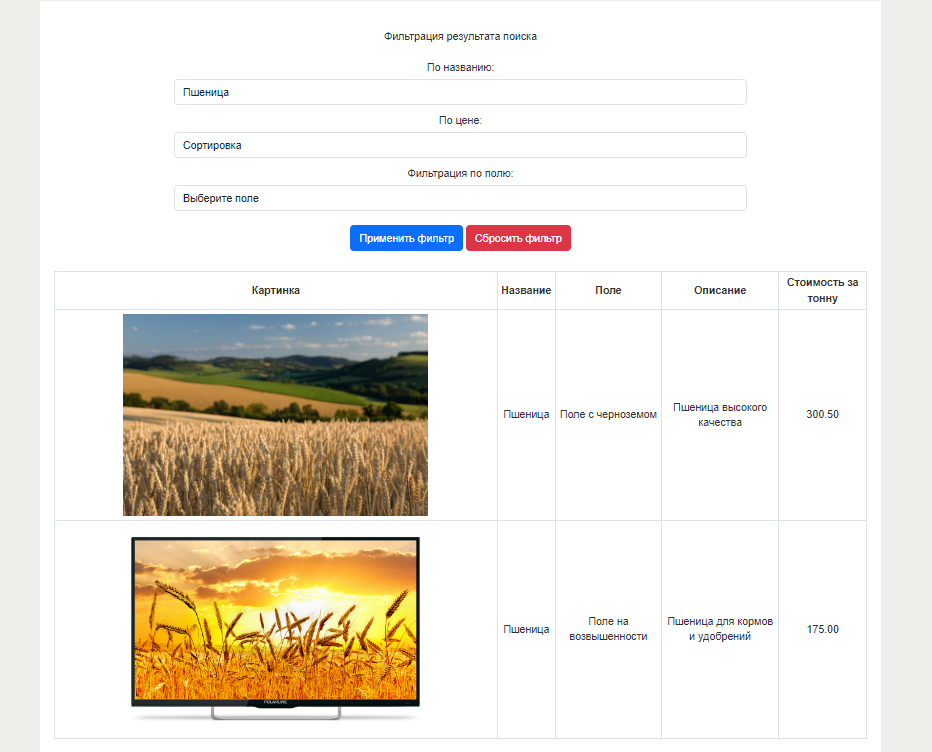 Фильтрация результата поиска
По названию:
Пшеница
По цене:
Сортировка
Фильтрация по полю:
Выберите поле
Применить фильтр Сбросить фильтр
Картинка Название Поле Описание Стоимость за
тонну
Пшеница Поле с черноземом Пшеница высокого
качества 300.50
POLARLINE
Пшеница Поле на
возвышенности Пшеница для кормов
и удобрений 175.00